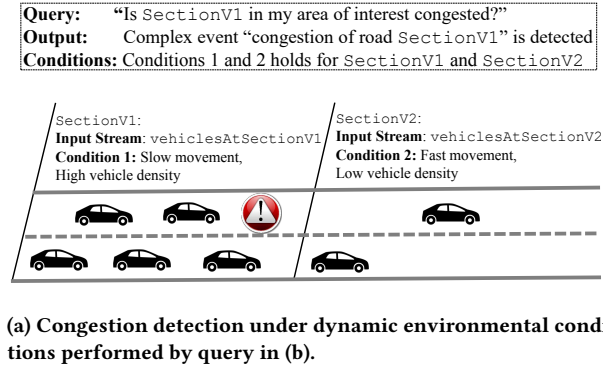 Query: “Is SectionV1 in my area of interest congested?”
Output: Complex event “congestion of road SectionV1” is detected
Conditions: Conditions 1 and 2 holds for SectionV1 and SectionV2
SectionV1:
Input Stream: vehiclesAtSectionV1
Condition 1: Slow movement,
High vehicle density
SectionV2:
Input Stream: vehiclesAtSectionV2
Condition 2: Fast movement,
Low vehicle density
(a) Congestion detection under dynamic environmental condi
tions performed by query in (b).